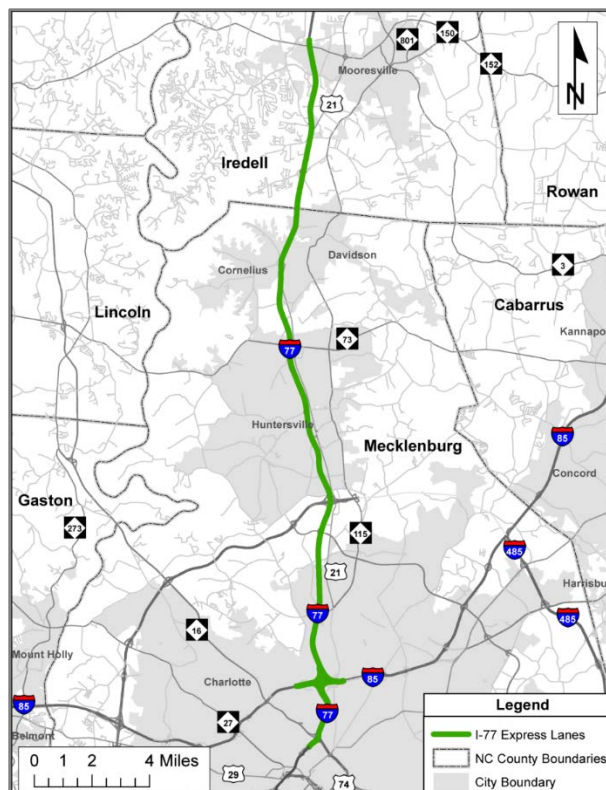 801
150
152
N
Mooresville
21
Iredell
Rowan
Cornelius
Davidson
3
Cabarrus
Lincoln
Kannapo
73
77
Huntersville
Mecklenburg
85
Concord
Gaston
273
115
485
21
Harrisbu
77
485
16
Mount Holly
Charlotte
85
85
77
27
Belmont
Legend
I-77 Express Lanes
NC County Boundaries
City Boundary
0 1 2 4 Miles
29
74